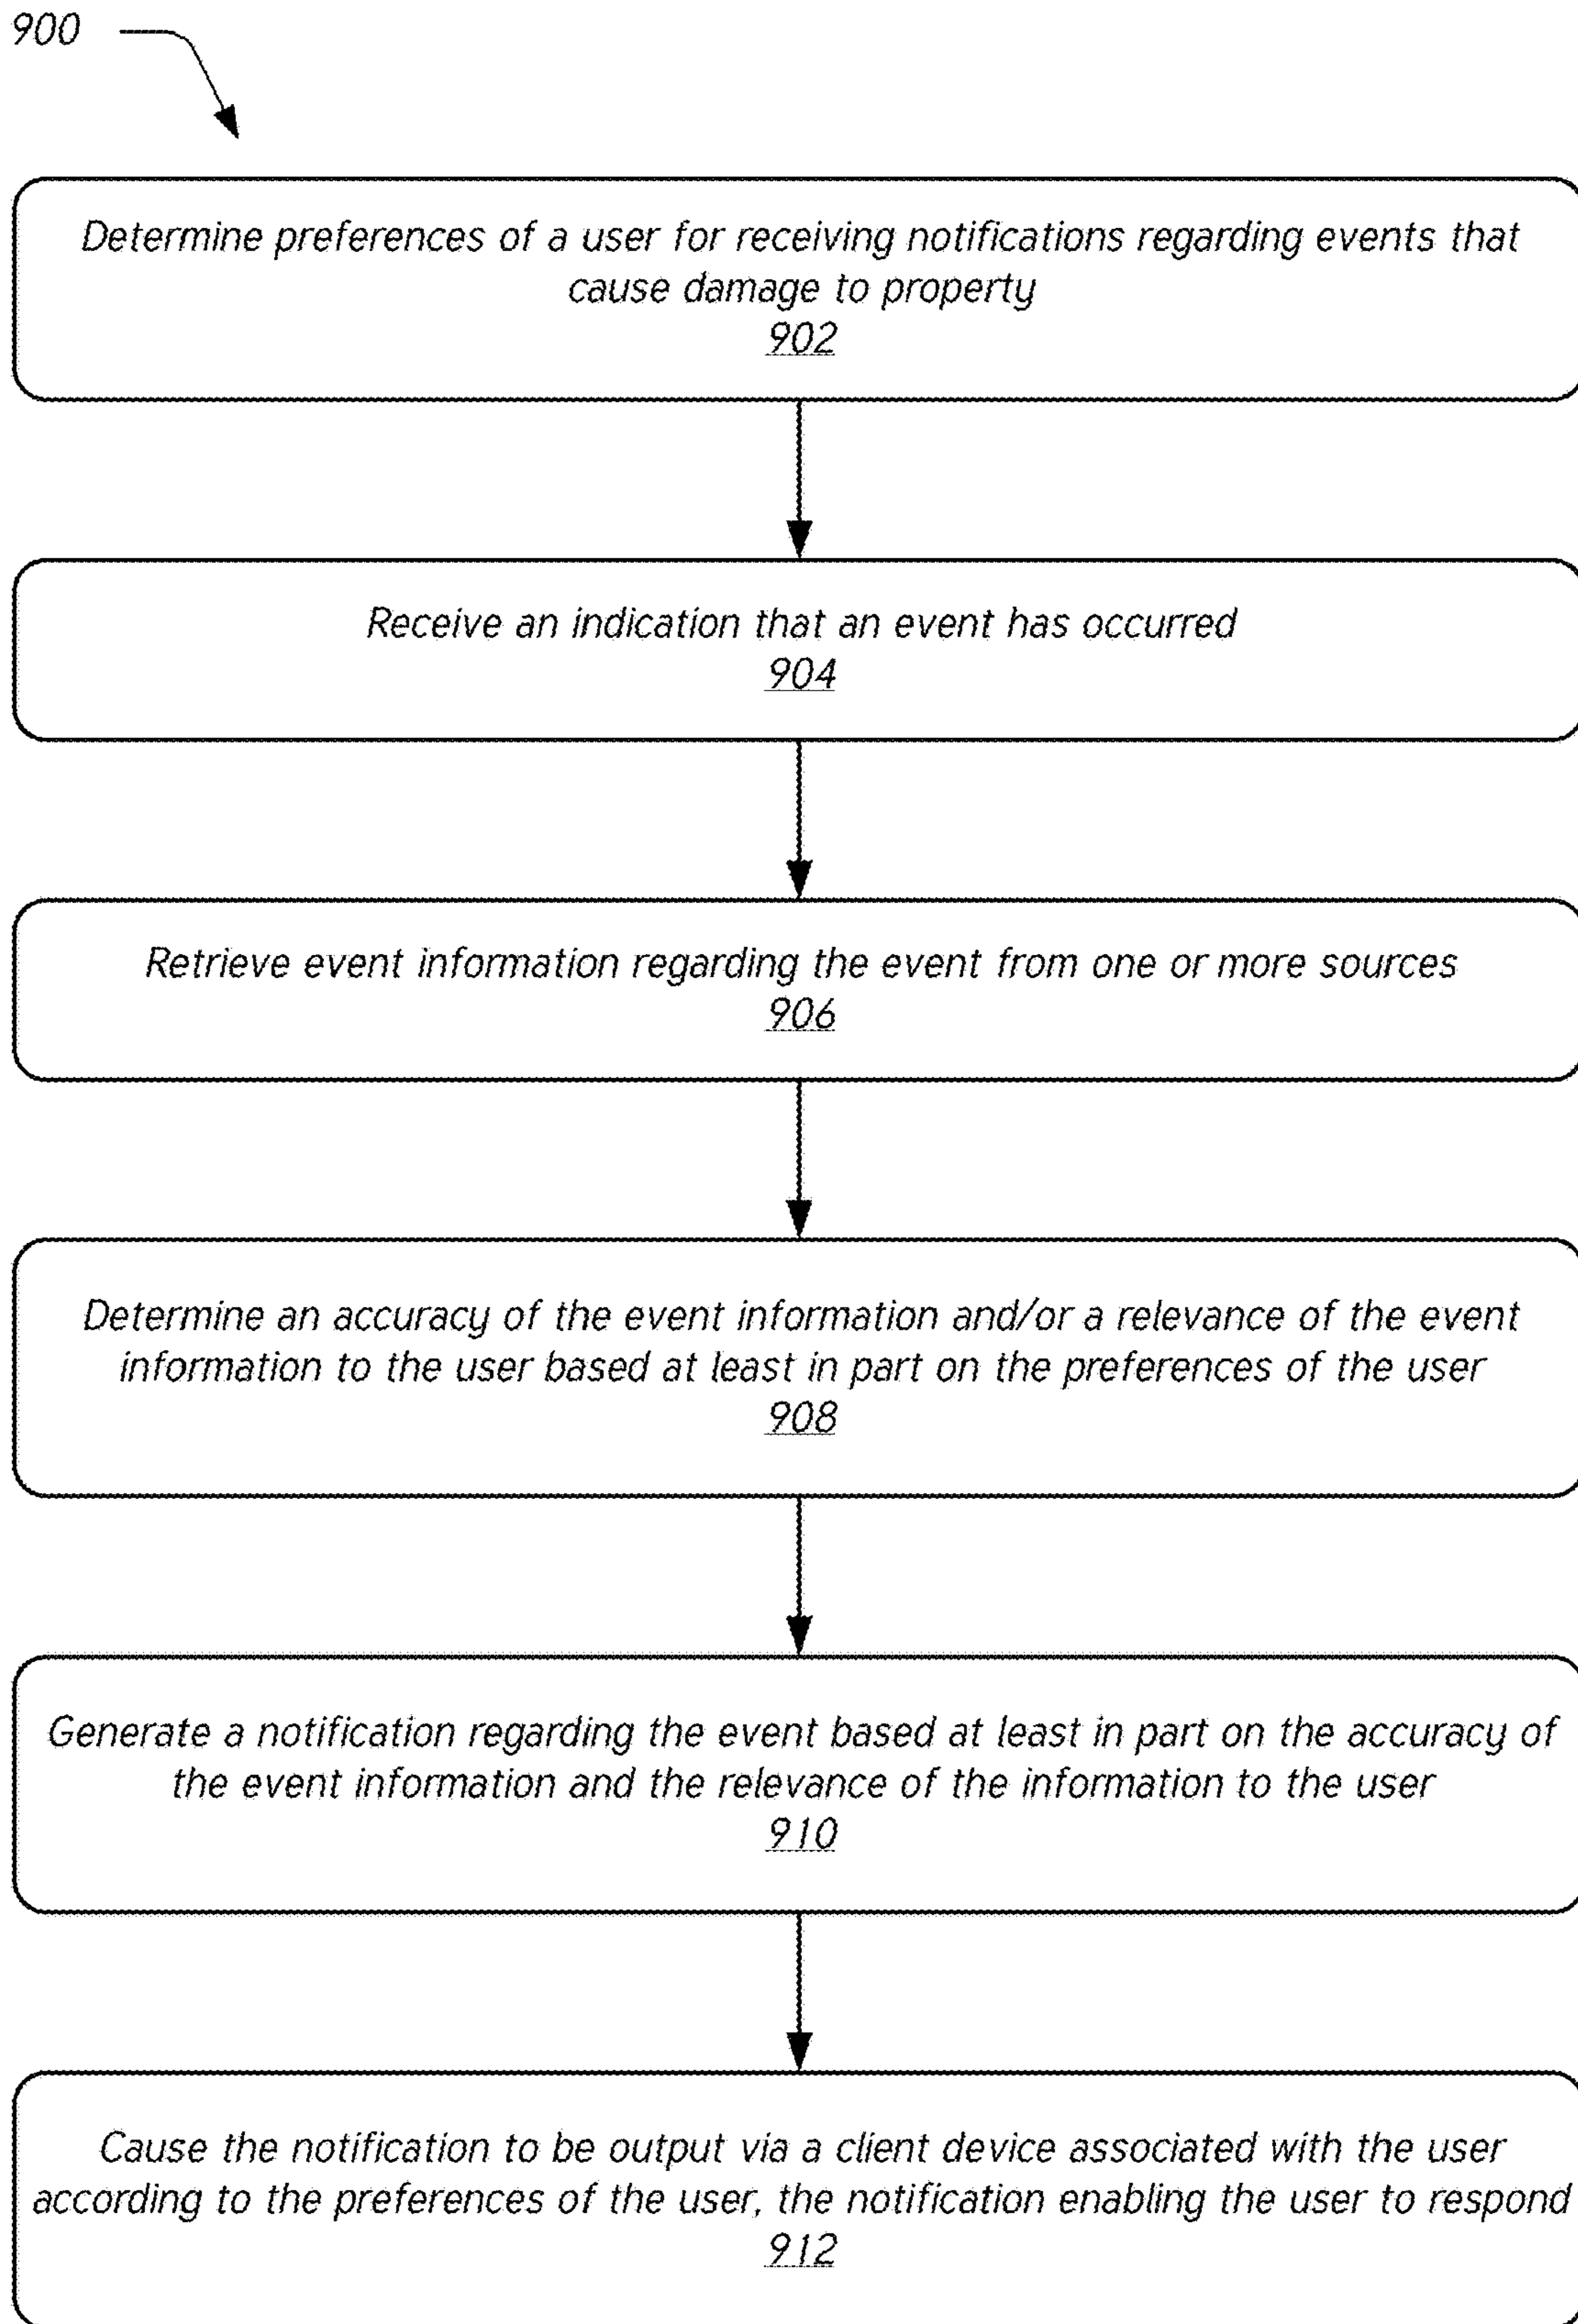 900
Determine preferences of a user for receiving notifications regarding events that
cause damage to property
902
Receive an indication that an event has occurred
904
Retrieve event information regarding the event from one or more sources
906
Determine an accuracy of the event information and/or a relevance of the event
information to the user based at least in part on the preferences of the user
908
Generate a notification regarding the event based at least in part on the accuracy of
the event information and the relevance of the information to the user
910
Cause the notification to be output via a client device associated with the user
according to the preferences of the user, the notification enabling the user to respond
912